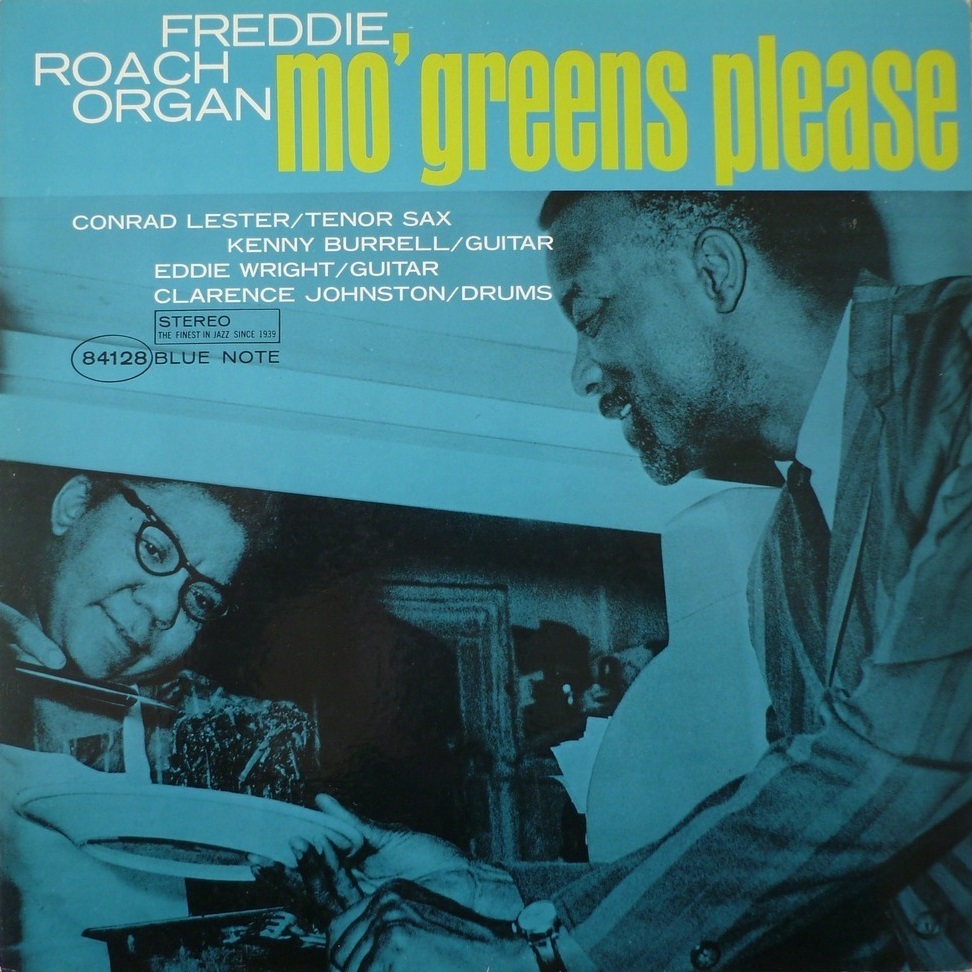 FREDDIE
ROACH
ORGAN
mo' greens please
CONRAD LESTER/TENOR SAX
KENNY BURRELL/GUITAR
EDDIE WRIGHT/GUITAR
CLARENCE JOHNSTON/DRUMS
STEREO
THE FINEST IN JAZZ SINCE 1939
84128 BLUE NOTE